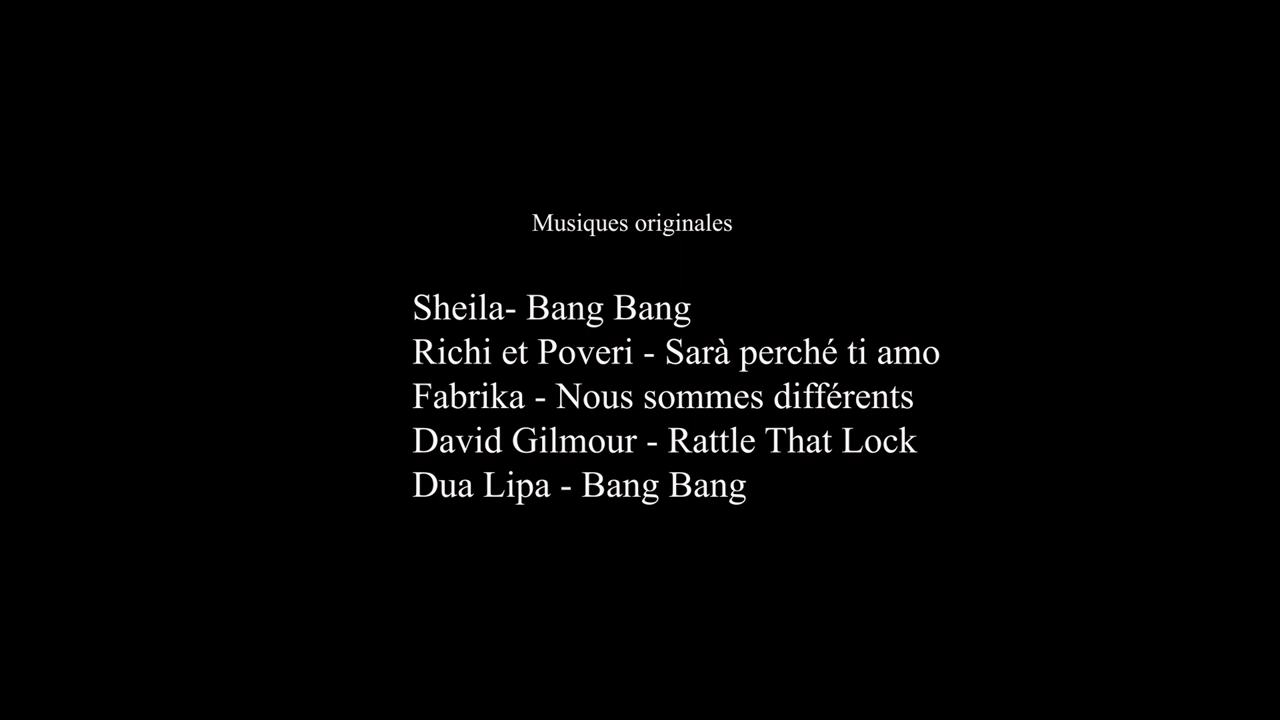 Musiques originales
Sheila- Bang Bang
Richi et Poveri - Sarà perché ti amo
Fabrika - Nous sommes différents
David Gilmour - Rattle That Lock
Dua Lipa - Bang Bang